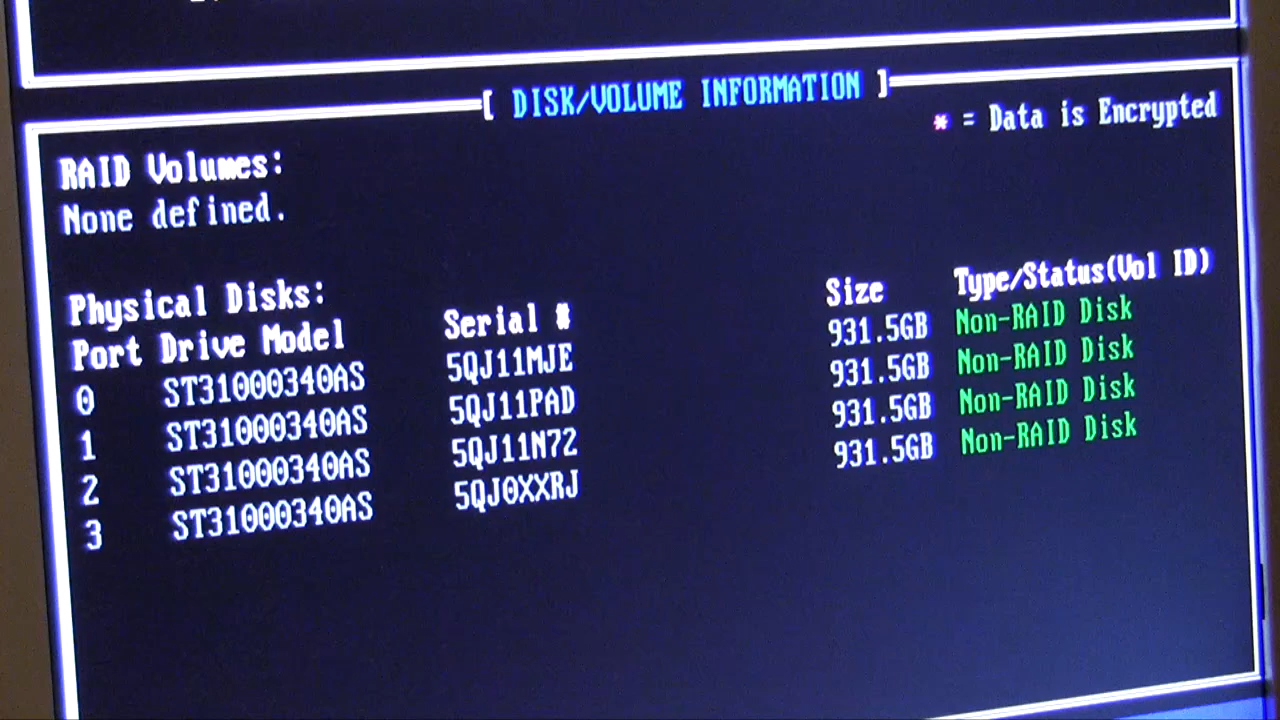 [ DISK/VOLUME INFORMATION ]
* = Data is Encrypted
RAID Volumes:
None defined.
Physical Disks:
Port Drive Model Serial # Size Type/Status(Vol ID)
0 ST31000340AS 5QJ11MJE 931.5GB Non-RAID Disk
1 ST31000340AS 5QJ11PAD 931.5GB Non-RAID Disk
2 ST31000340AS 5QJ11N72 931.5GB Non-RAID Disk
3 ST31000340AS 5QJ0XXRJ 931.5GB Non-RAID Disk